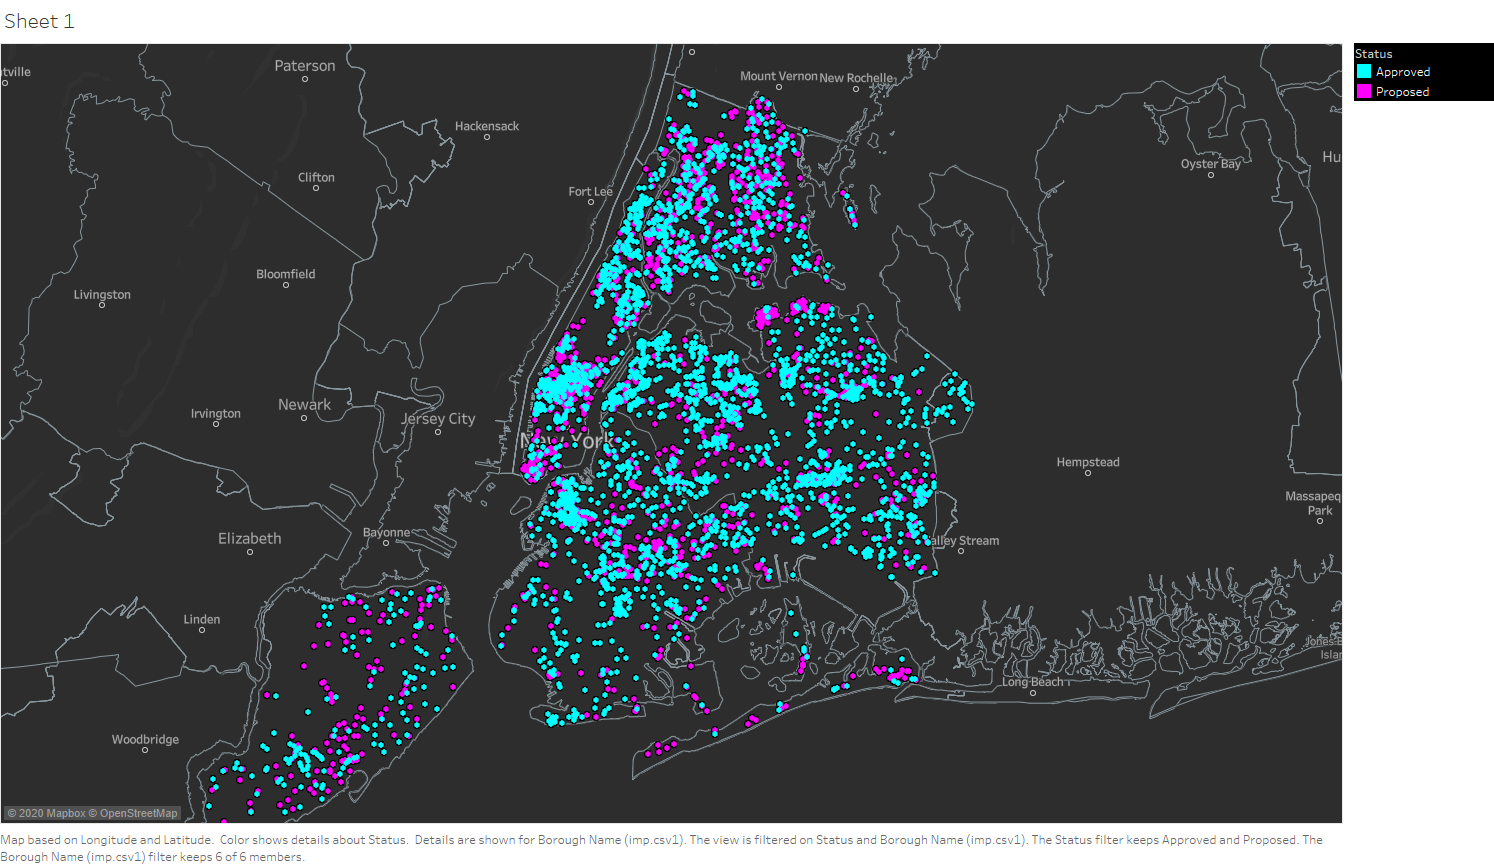 Sheet 1
Status
Approved
Proposed
Paterson
Mount Vernon
New Rochelle
Hackensack
Oyster Bay
Clifton
Fort Lee
Bloomfield
Livingston
Newark
Irvington
Jersey City
New York
Hempstead
Massapeq
Park
Elizabeth
Bayonne
alley Stream
Linden
Long Beach
Woodbridge
© 2020 Mapbox © OpenStreetMap
Map based on Longitude and Latitude.  Color shows details about Status.  Details are shown for Borough Name (imp.csv1). The view is filtered on Status and Borough Name (imp.csv1). The Status filter keeps Approved and Proposed. The
Borough Name (imp.csv1) filter keeps 6 of 6 members.